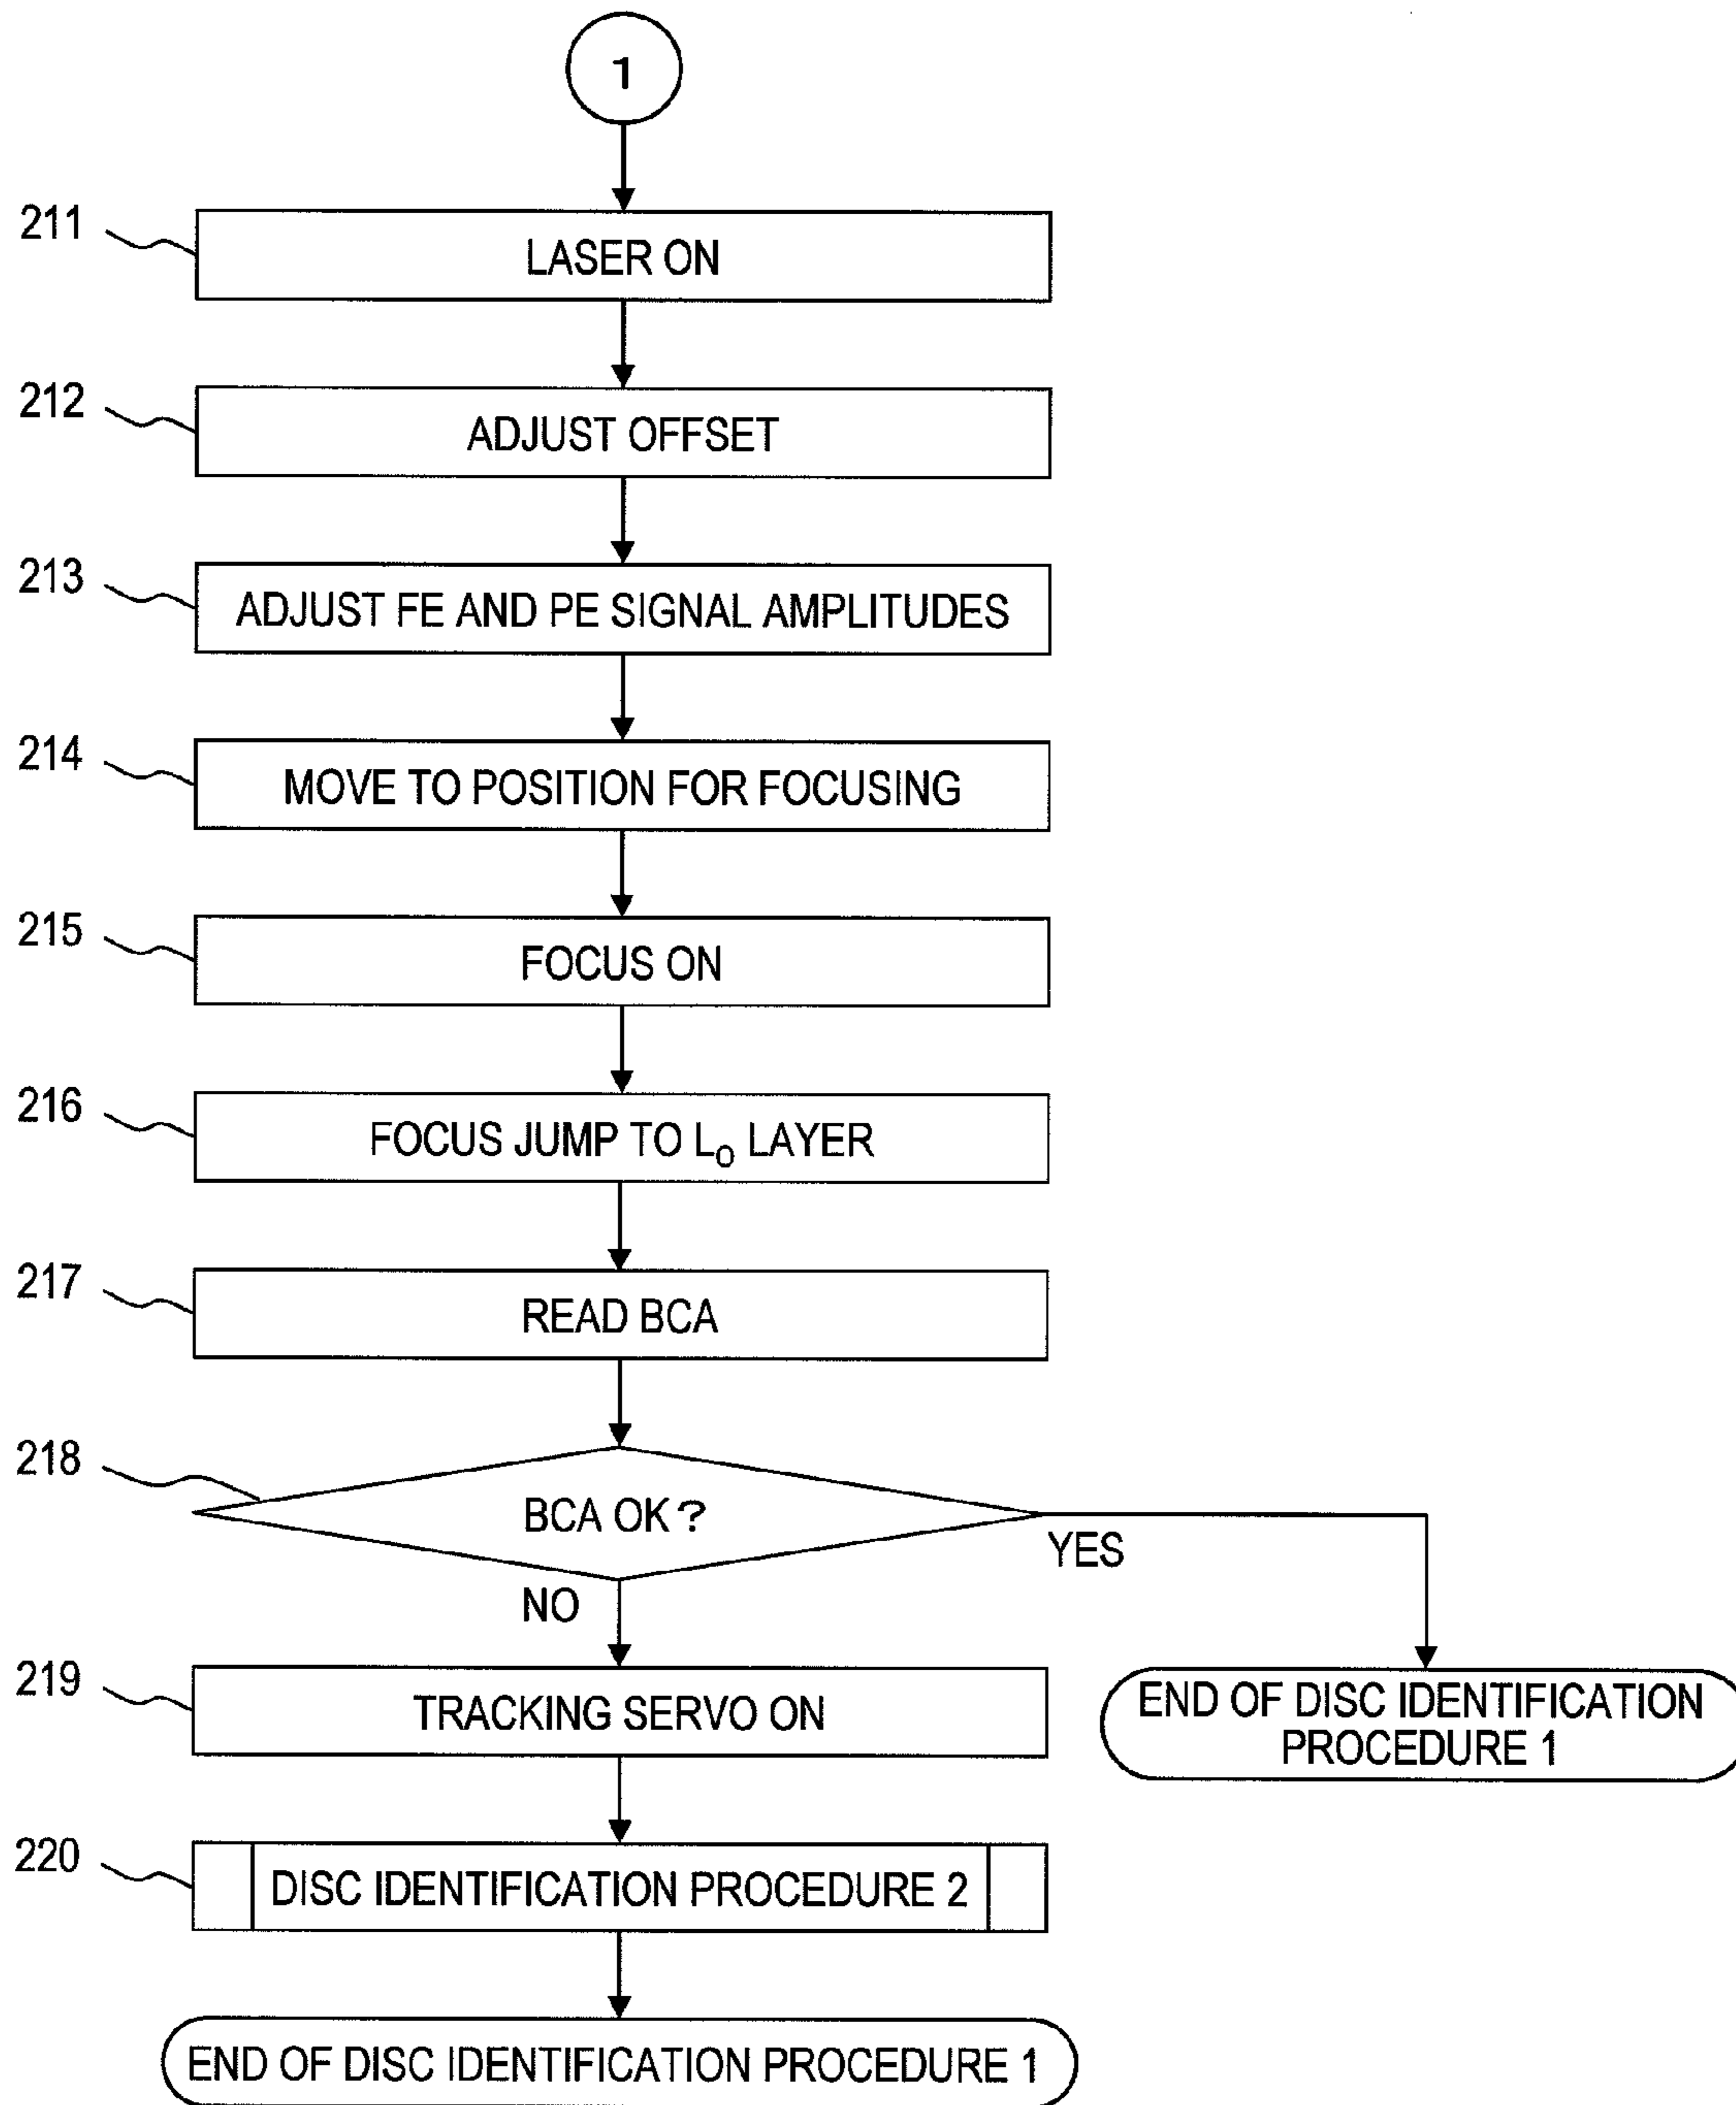 1
211
LASER ON
212
ADJUST OFFSET
213
ADJUST FE AND PE SIGNAL AMPLITUDES
214
MOVE TO POSITION FOR FOCUSING
215
FOCUS ON
216
FOCUS JUMP TO L₀ LAYER
217
READ BCA
218
BCA OK?
YES
NO
219
TRACKING SERVO ON
END OF DISC IDENTIFICATION
PROCEDURE 1
220
DISC IDENTIFICATION PROCEDURE 2
END OF DISC IDENTIFICATION PROCEDURE 1